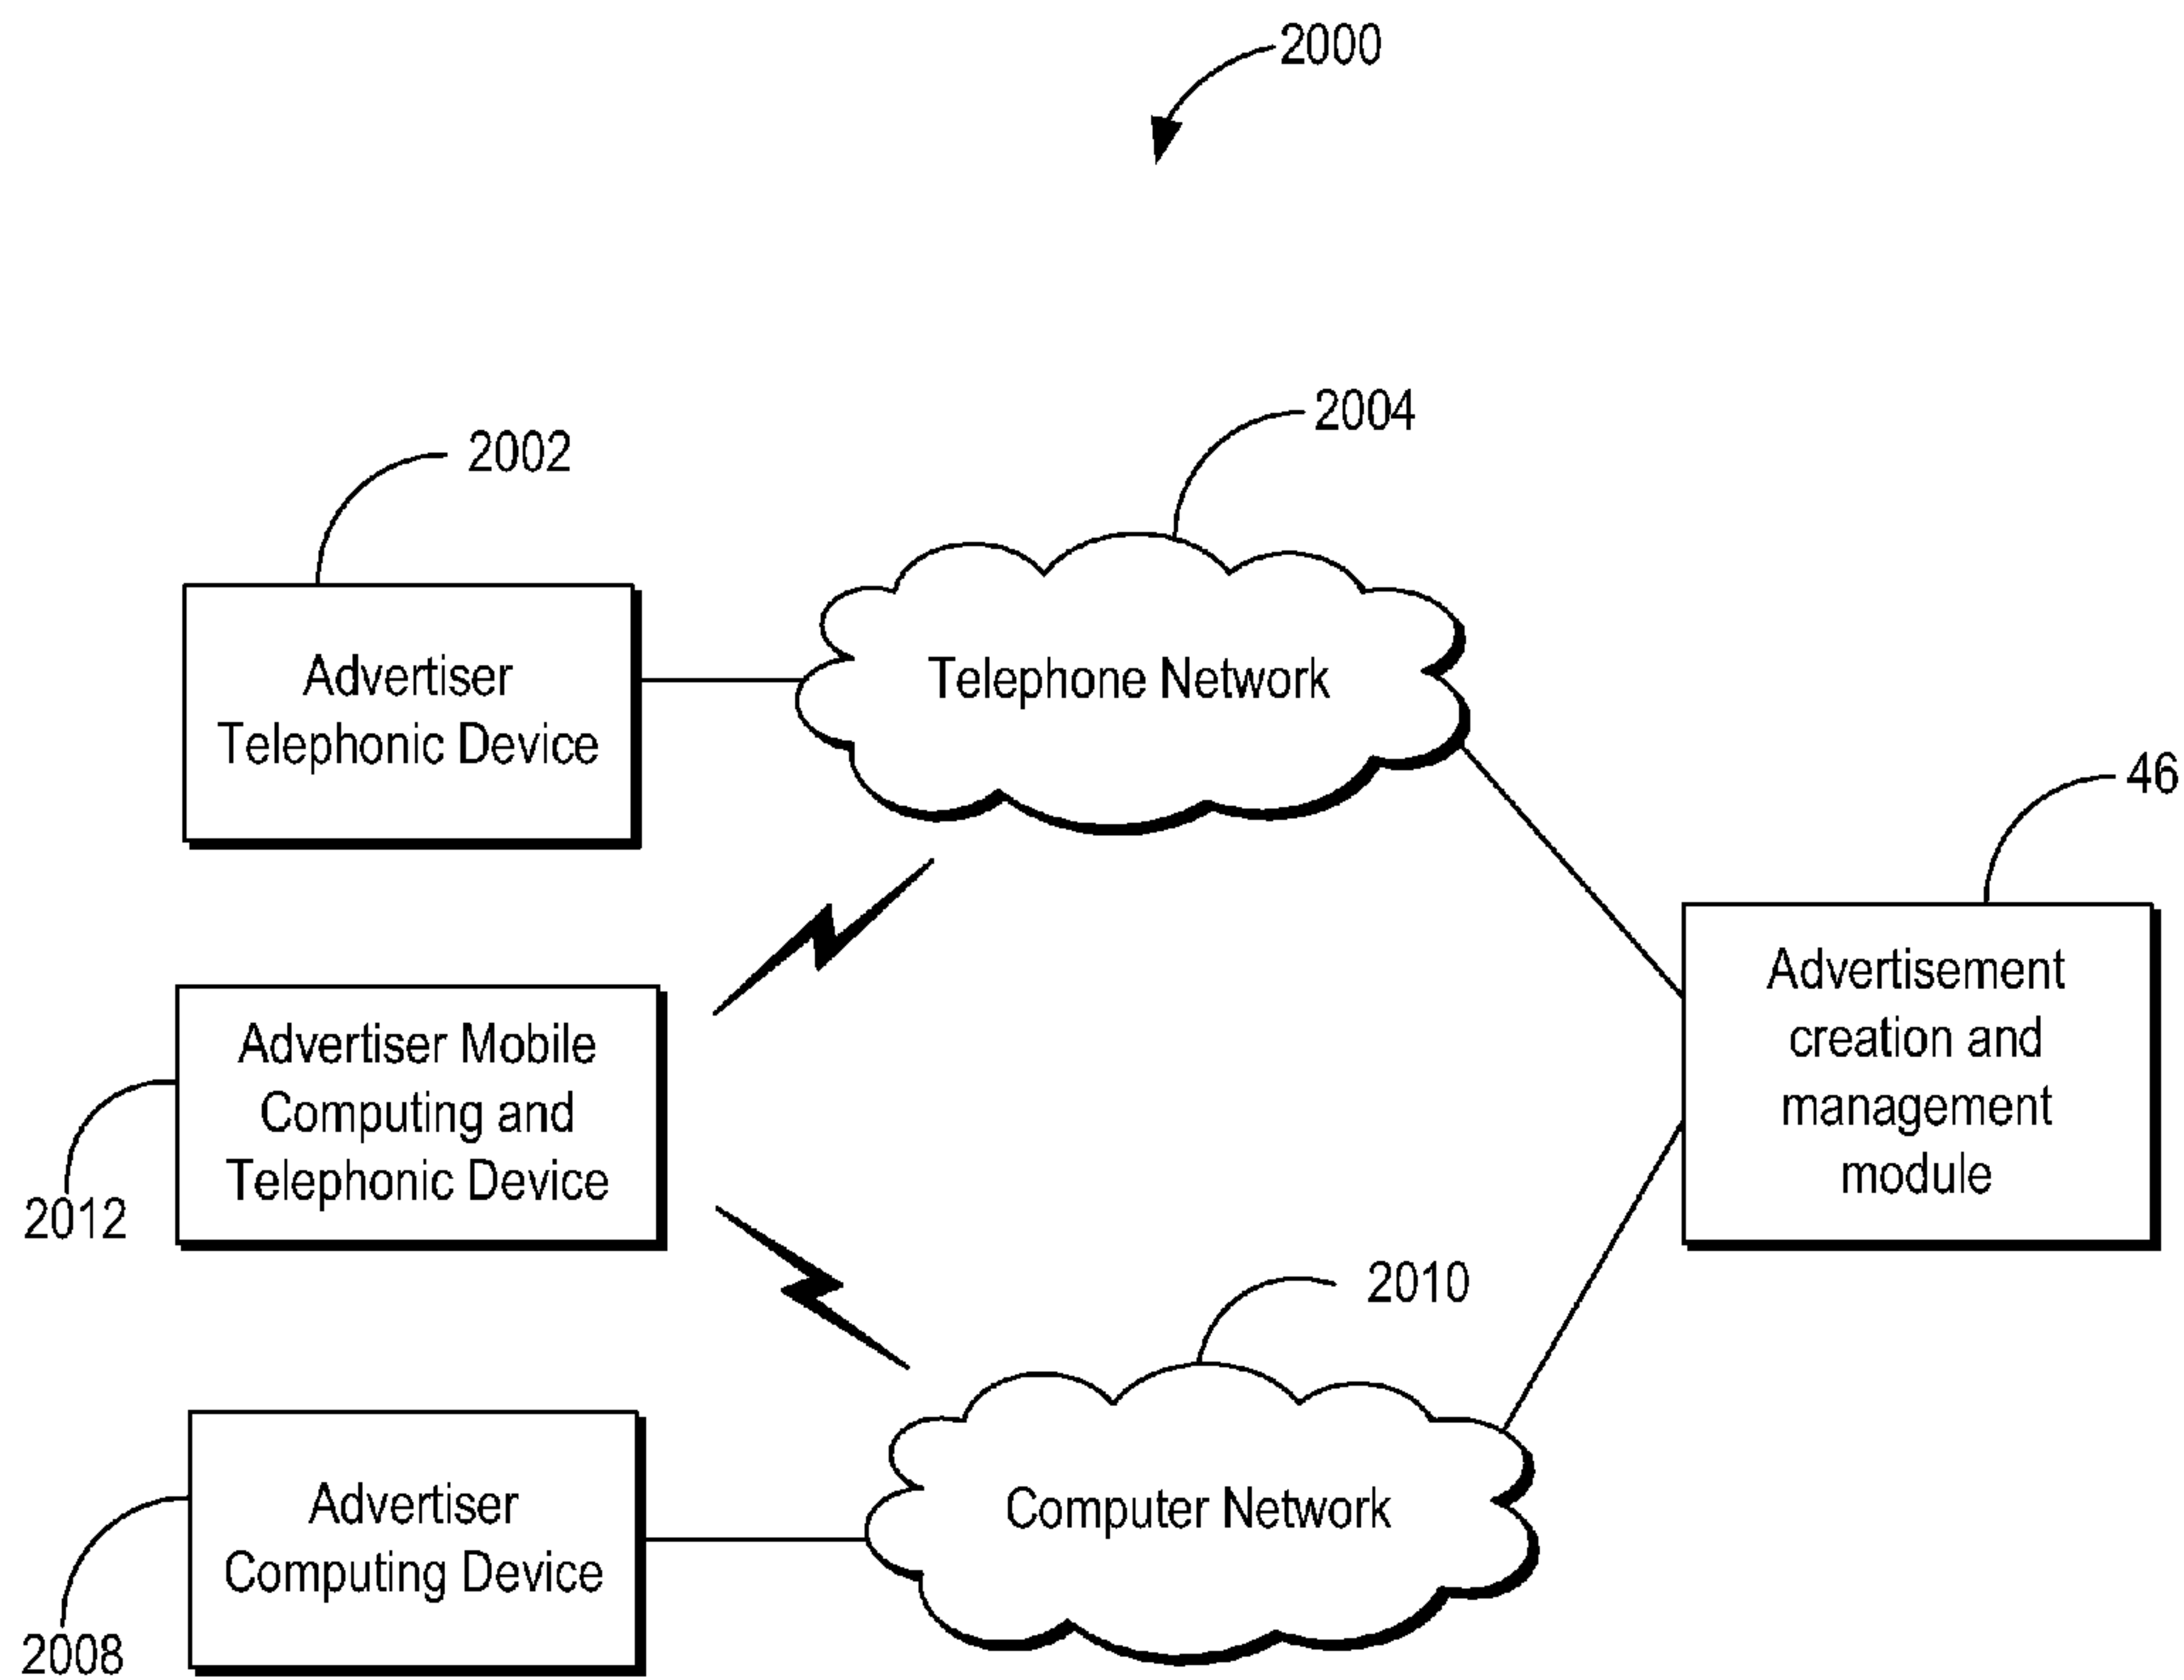 2000
2004
2002
Advertiser
Telephonic Device
Telephone Network
46
Advertisement
creation and
management
module
Advertiser Mobile
Computing and
Telephonic Device
2012
2010
Advertiser
Computing Device
Computer Network
2008